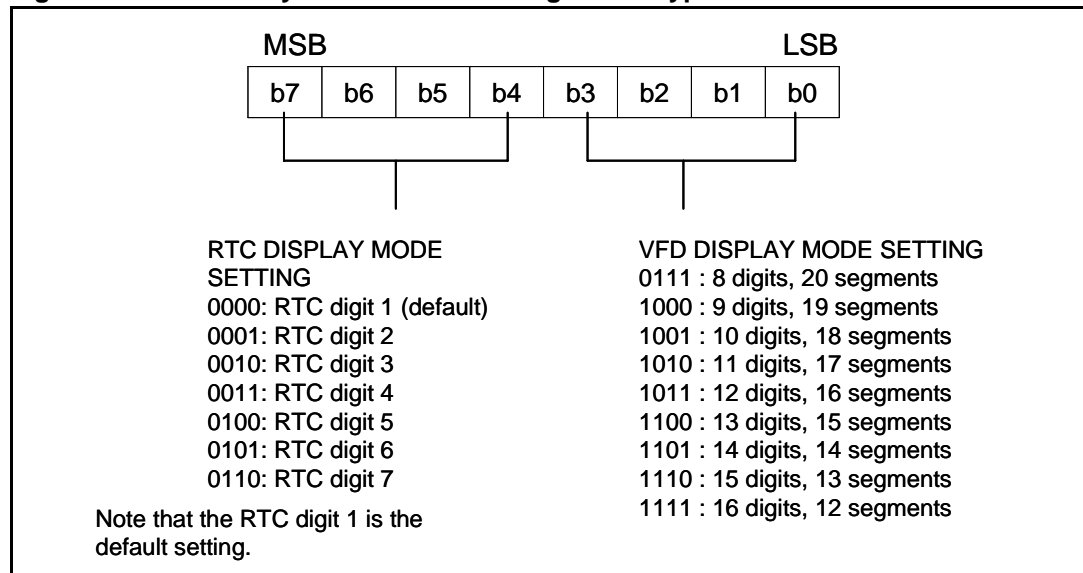 MSB LSB
b7 b6 b5 b4 b3 b2 b1 b0
RTC DISPLAY MODE
SETTING
0000: RTC digit 1 (default)
0001: RTC digit 2
0010: RTC digit 3
0011: RTC digit 4
0100: RTC digit 5
0101: RTC digit 6
0110: RTC digit 7
Note that the RTC digit 1 is the
default setting.
VFD DISPLAY MODE SETTING
0111 : 8 digits, 20 segments
1000 : 9 digits, 19 segments
1001 : 10 digits, 18 segments
1010 : 11 digits, 17 segments
1011 : 12 digits, 16 segments
1100 : 13 digits, 15 segments
1101 : 14 digits, 14 segments
1110 : 15 digits, 13 segments
1111 : 16 digits, 12 segments